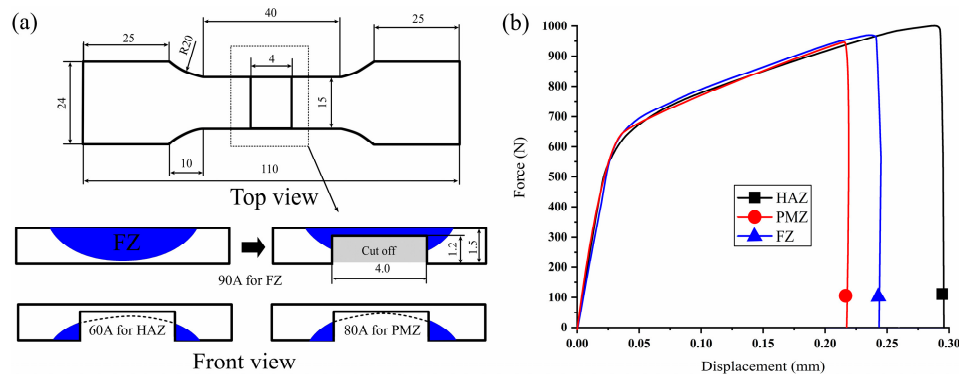 (a)
40
25
25
R20
4
24
15
10
110
Top view
FZ
Cut off
1.2
1.5
4.0
90A for FZ
60A for HAZ
80A for PMZ
Front view
(b)
1000
900
800
700
600
500
400
300
200
100
0
Force (N)
HAZ
PMZ
FZ
0.00 0.05 0.10 0.15 0.20 0.25 0.30
Displacement (mm)